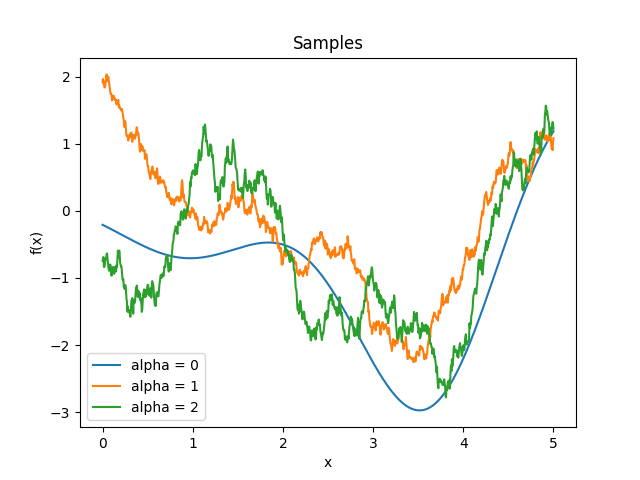 Samples
f(x)
2
1
0
−1
−2
−3
alpha = 0
alpha = 1
alpha = 2
0 1 2 3 4 5
x